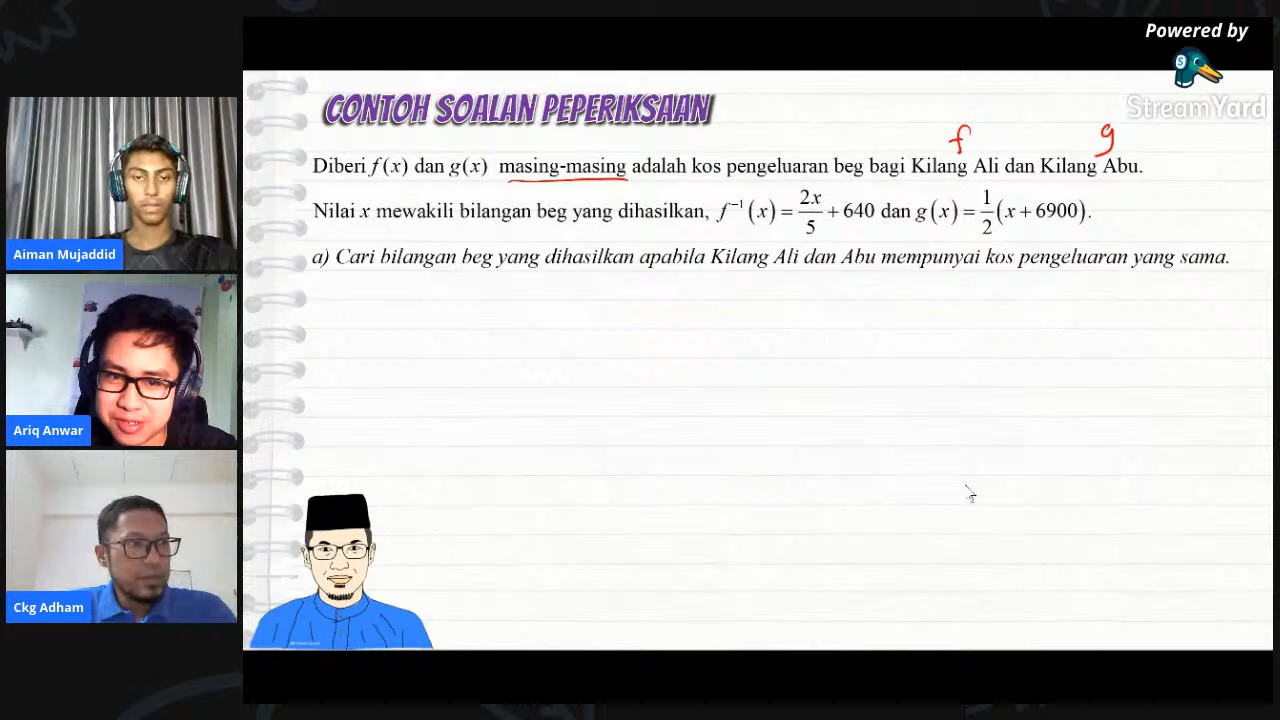 Powered by
StreamYard
CONTOH SOALAN PEPERIKSAAN
f g
Diberi f(x) dan g(x) masing-masing adalah kos pengeluaran beg bagi Kilang Ali dan Kilang Abu.
Nilai x mewakili bilangan beg yang dihasilkan, f⁻¹(x) = 2x/5 + 640 dan g(x) = 1/2(x + 6900).
a) Cari bilangan beg yang dihasilkan apabila Kilang Ali dan Abu mempunyai kos pengeluaran yang sama.
Aiman Mujaddid
Ariq Anwar
Ckg Adham